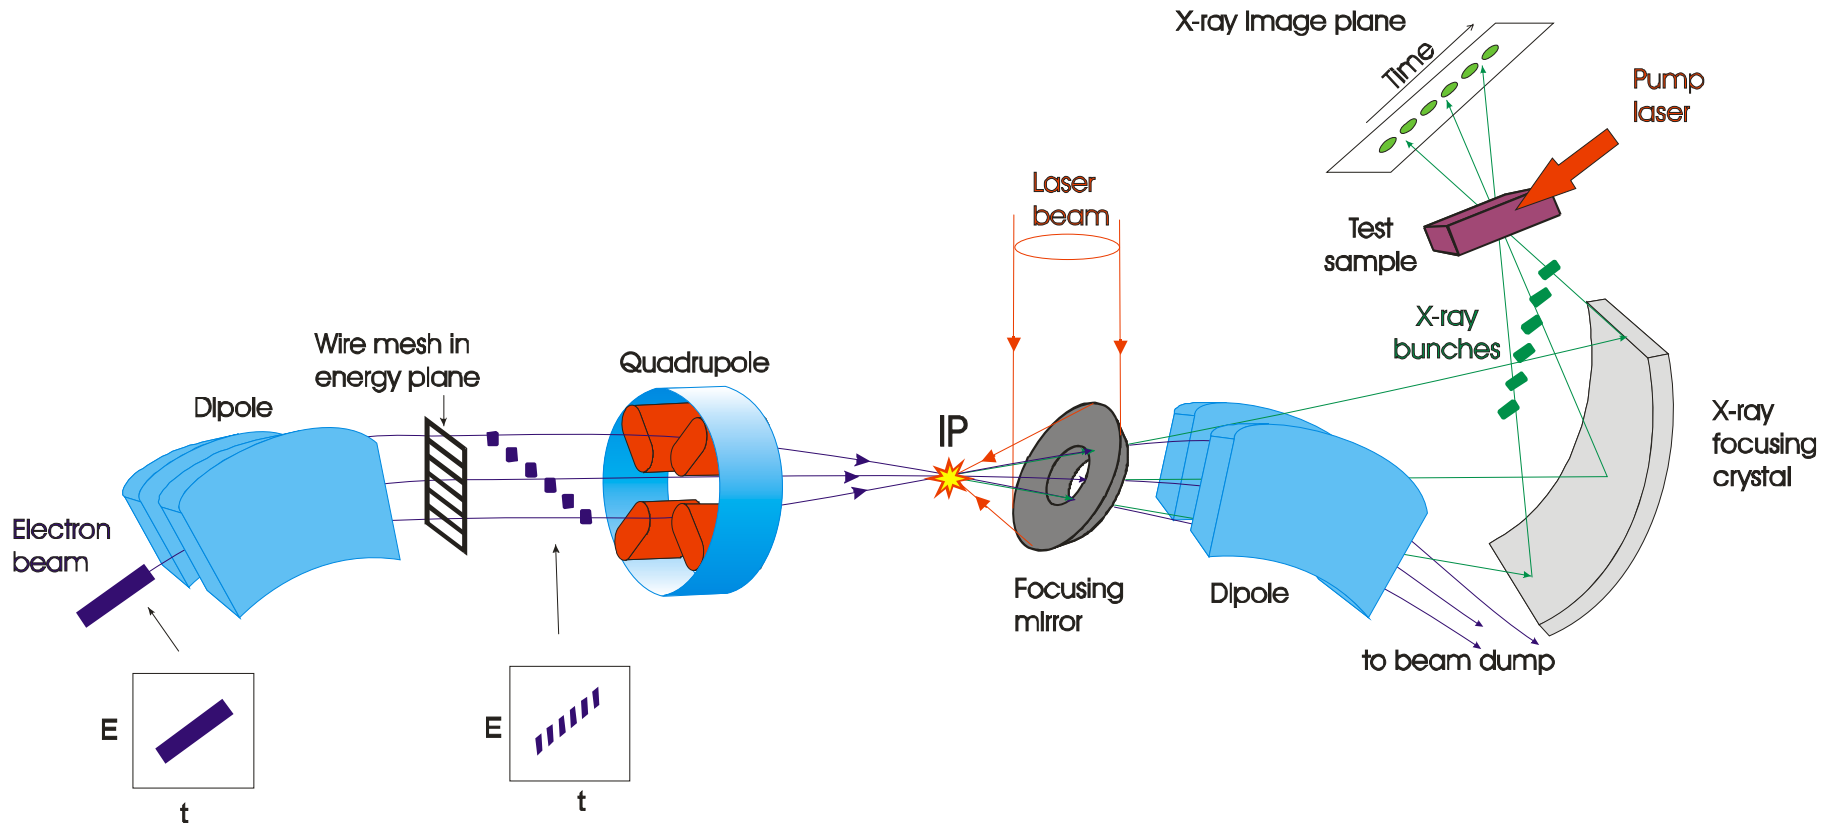 X-ray Image plane
Time
Pump
laser
Laser
beam
Test
sample
Wire mesh in
energy plane
Quadrupole
X-ray
bunches
Dipole
IP
X-ray
focusing
crystal
Electron
beam
Focusing
mirror
Dipole
to beam dump
E
t
E
t